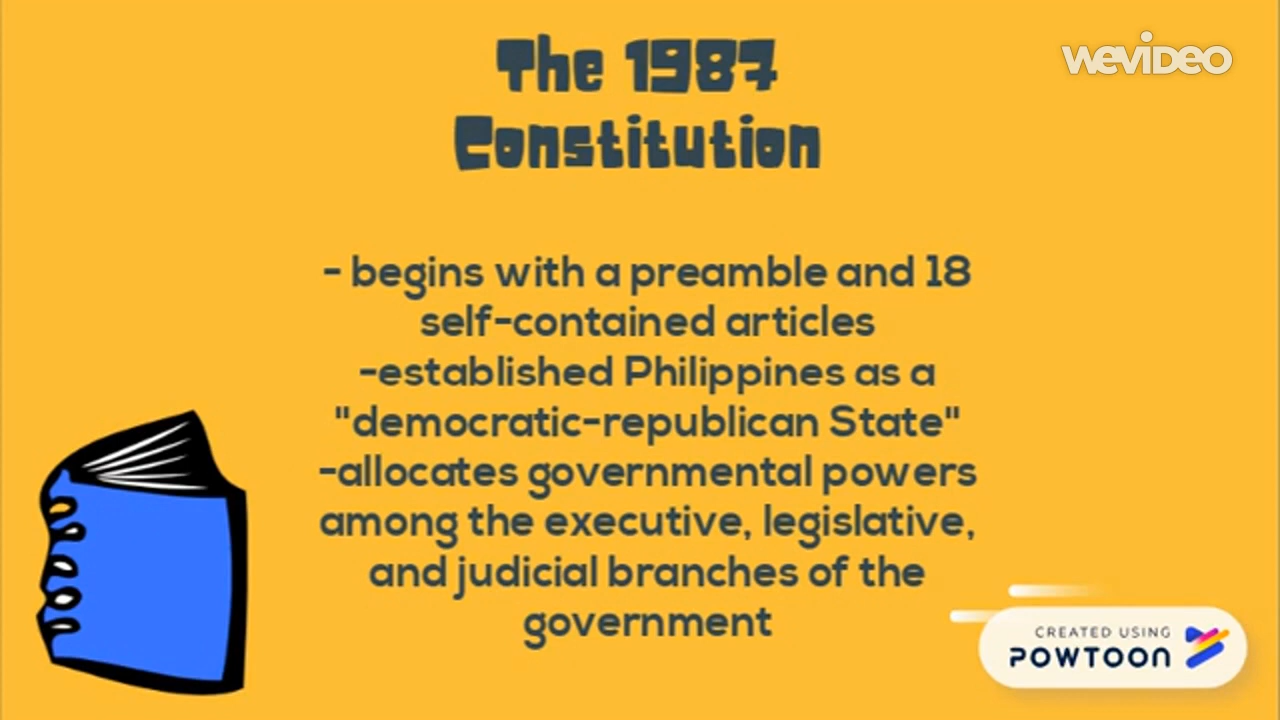 The 1987
Constitution
wevideo
- begins with a preamble and 18
self-contained articles
-established Philippines as a
"democratic-republican State"
-allocates governmental powers
among the executive, legislative,
and judicial branches of the
government
CREATED USING
POWTOON